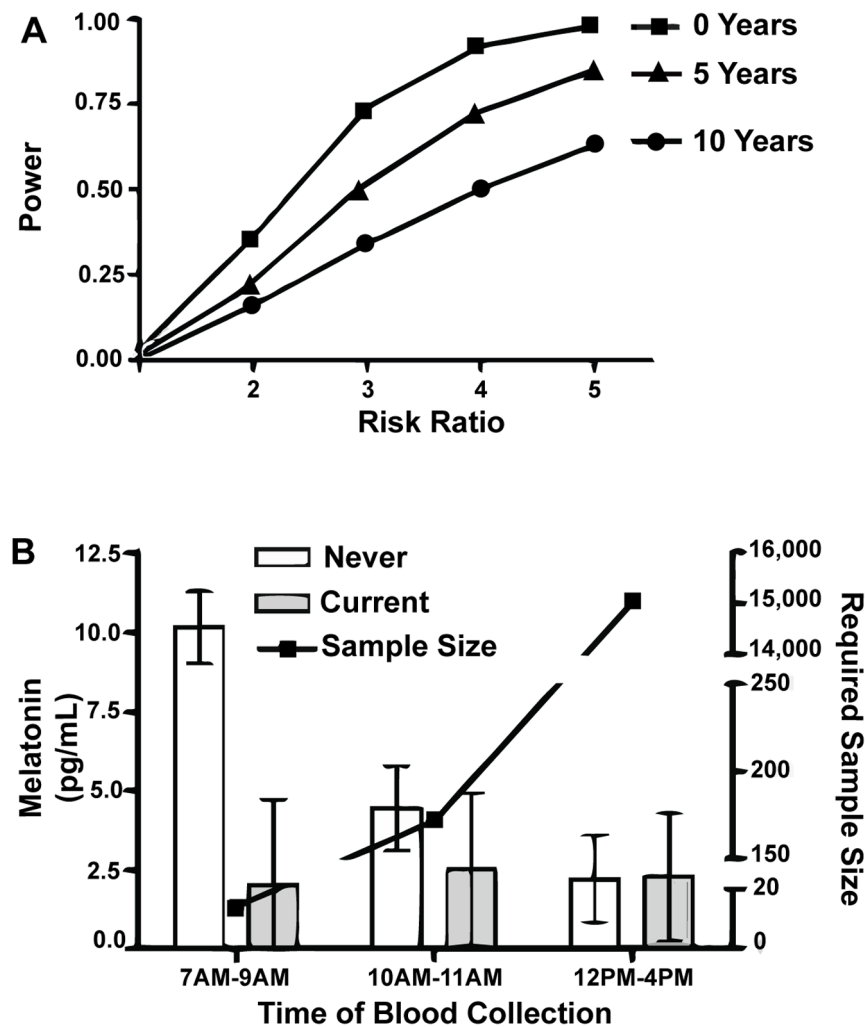 A
1.00
0.75
0.50
0.25
0.00
Power
2 3 4 5
Risk Ratio
0 Years
5 Years
10 Years
B
12.5
10.0
7.5
5.0
2.5
0.0
Melatonin
(pg/mL)
Never
Current
Sample Size
16,000
15,000
14,000
250
200
150
20
0
Required Sample Size
7AM-9AM 10AM-11AM 12PM-4PM
Time of Blood Collection